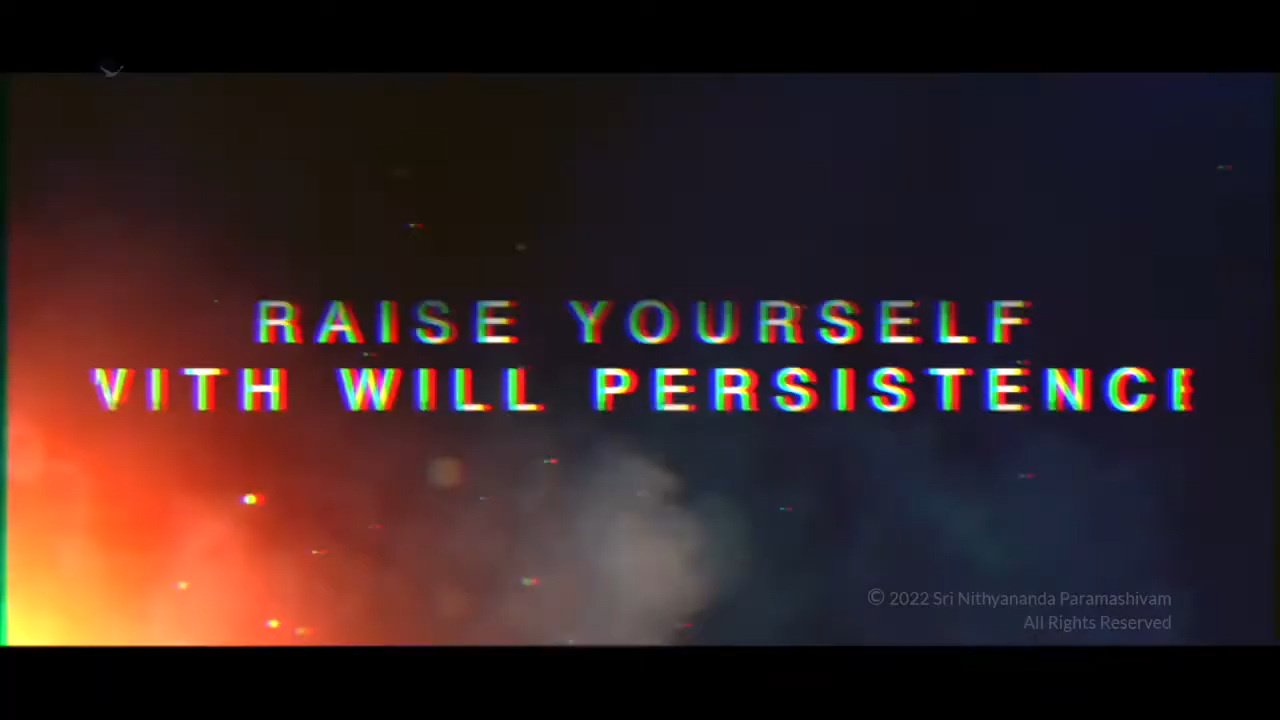 RAISE YOURSELF
VITH WILL PERSISTENCE
© 2022 Sri Nithyananda Paramashivam
All Rights Reserved